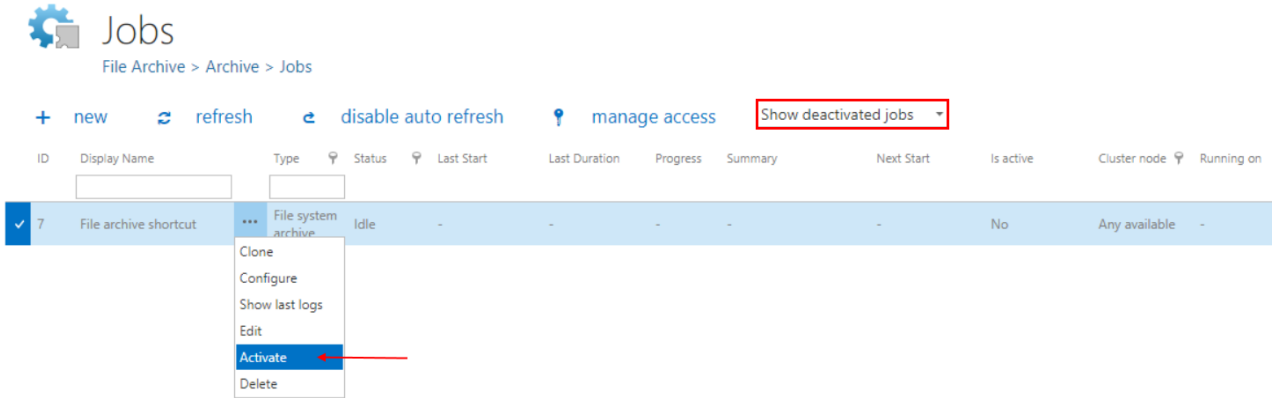 Jobs
File Archive > Archive > Jobs
+ new refresh disable auto refresh manage access Show deactivated jobs
ID Display Name Type Status Last Start Last Duration Progress Summary Next Start Is active Cluster node Running on
7 File archive shortcut ... File system archive Idle - - - - - No Any available -
Clone
Configure
Show last logs
Edit
Activate
Delete